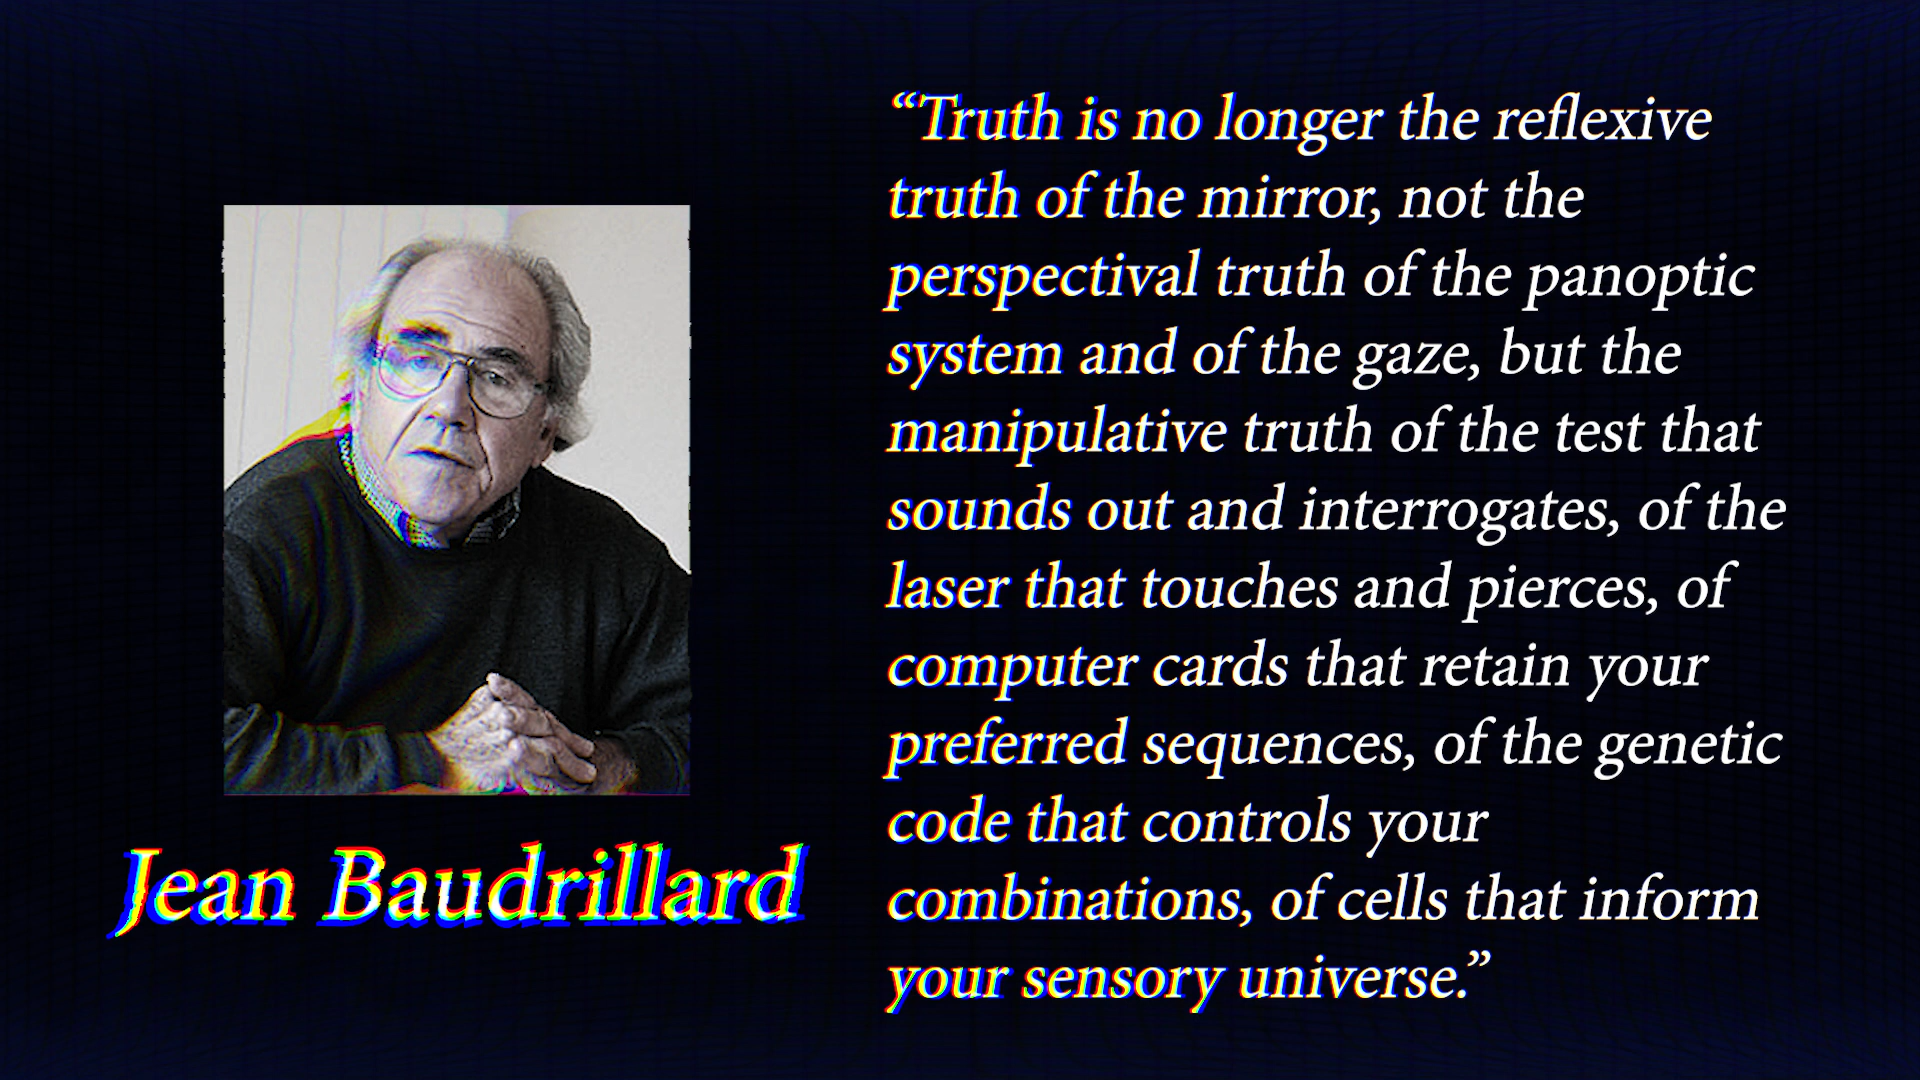 “Truth is no longer the reflexive
truth of the mirror, not the
perspectival truth of the panoptic
system and of the gaze, but the
manipulative truth of the test that
sounds out and interrogates, of the
laser that touches and pierces, of
computer cards that retain your
preferred sequences, of the genetic
code that controls your
combinations, of cells that inform
your sensory universe.”
Jean Baudrillard